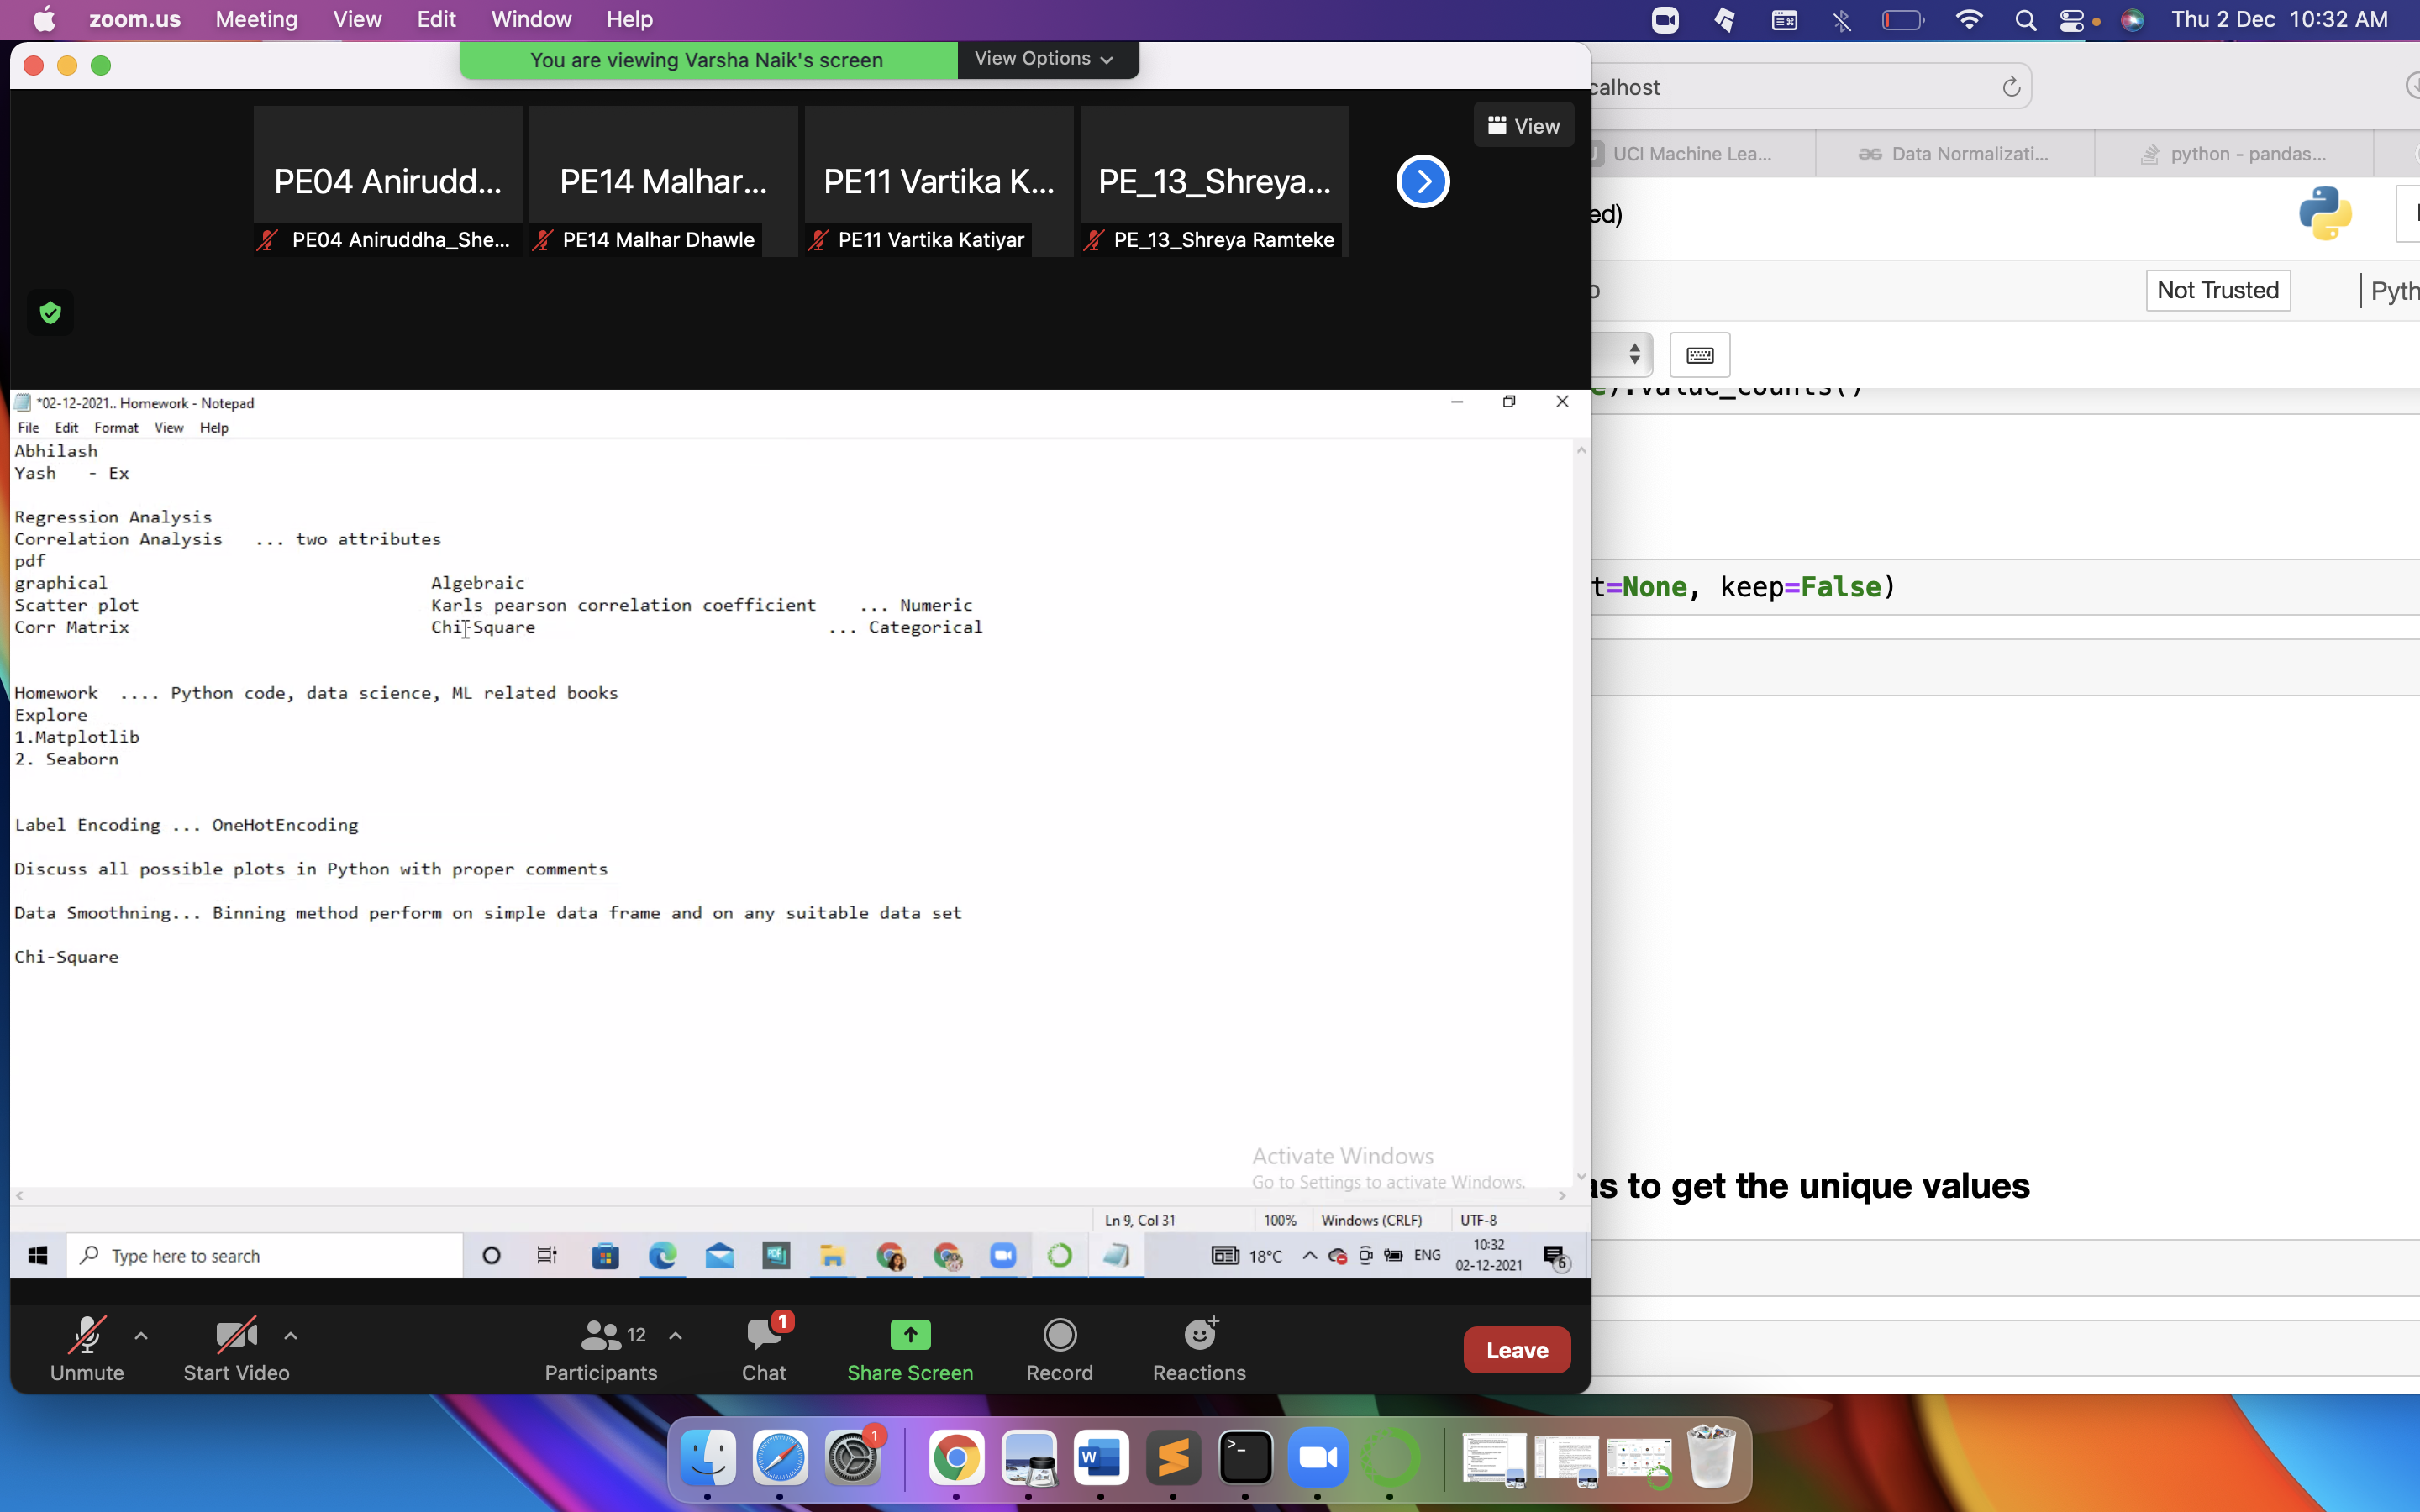 zoom.us Meeting View Edit Window Help
Thu 2 Dec 10:32 AM
You are viewing Varsha Naik's screen View Options
View
PE04 Anirudd... PE14 Malhar... PE11 Vartika K... PE_13_Shreya...
PE04 Aniruddha_She... PE14 Malhar Dhawle PE11 Vartika Katiyar PE_13_Shreya Ramteke
*02-12-2021.. Homework - Notepad
File Edit Format View Help
Abhilash
Yash - Ex
Regression Analysis
Correlation Analysis ... two attributes
pdf
graphical Algebraic
Scatter plot Karls pearson correlation coefficient ... Numeric
Corr Matrix Chi-Square ... Categorical
Homework .... Python code, data science, ML related books
Explore
1.Matplotlib
2. Seaborn
Label Encoding ... OneHotEncoding
Discuss all possible plots in Python with proper comments
Data Smoothning... Binning method perform on simple data frame and on any suitable data set
Chi-Square
Activate Windows
Go to Settings to activate Windows.
Ln 9, Col 31 100% Windows (CRLF) UTF-8
Type here to search
18°C ENG
10:32
02-12-2021
6
Unmute Start Video Participants 12 Chat 1 Share Screen Record Reactions Leave
calhost
UCI Machine Lea... Data Normalizati... python - pandas...
ed)
Not Trusted Pyth
).value_counts()
t=None, keep=False)
as to get the unique values
1
W